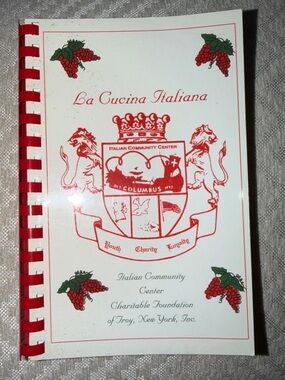 La Cucina Italiana
ITALIAN COMMUNITY CENTER
COLUMBUS
Youth Charity Loyalty
Italian Community
Center
Charitable Foundation
of Troy, New York, Inc.